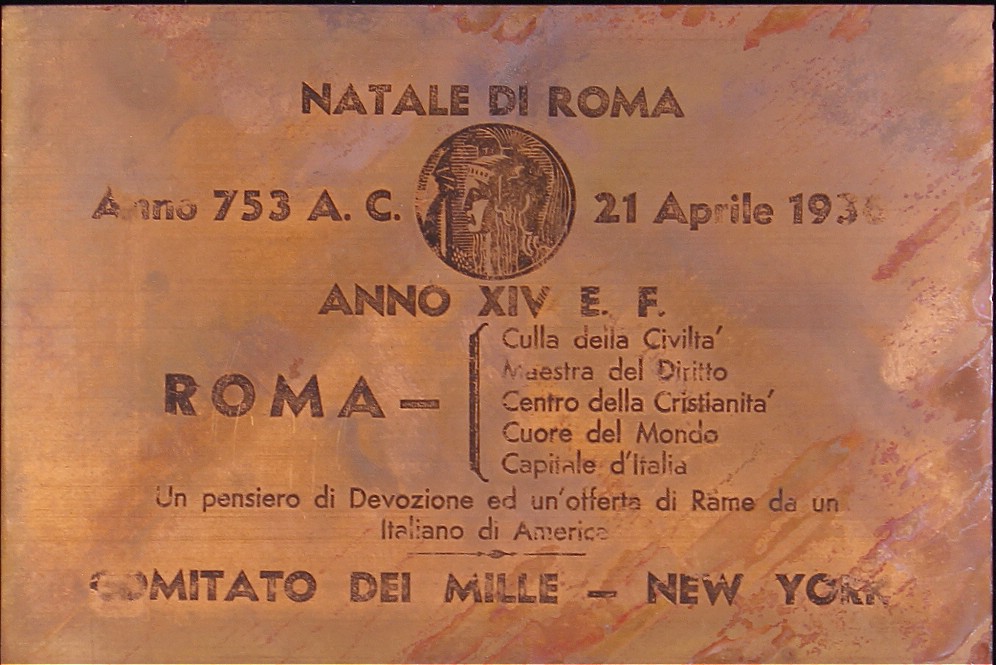 NATALE DI ROMA
Anno 753 A. C. 21 Aprile 1936
ANNO XIV E. F.
ROMA —
Culla della Civilta'
Maestra del Diritto
Centro della Cristianita'
Cuore del Mondo
Capitale d'Italia
Un pensiero di Devozione ed un'offerta di Rame da un
Italiano di America
COMITATO DEI MILLE — NEW YORK